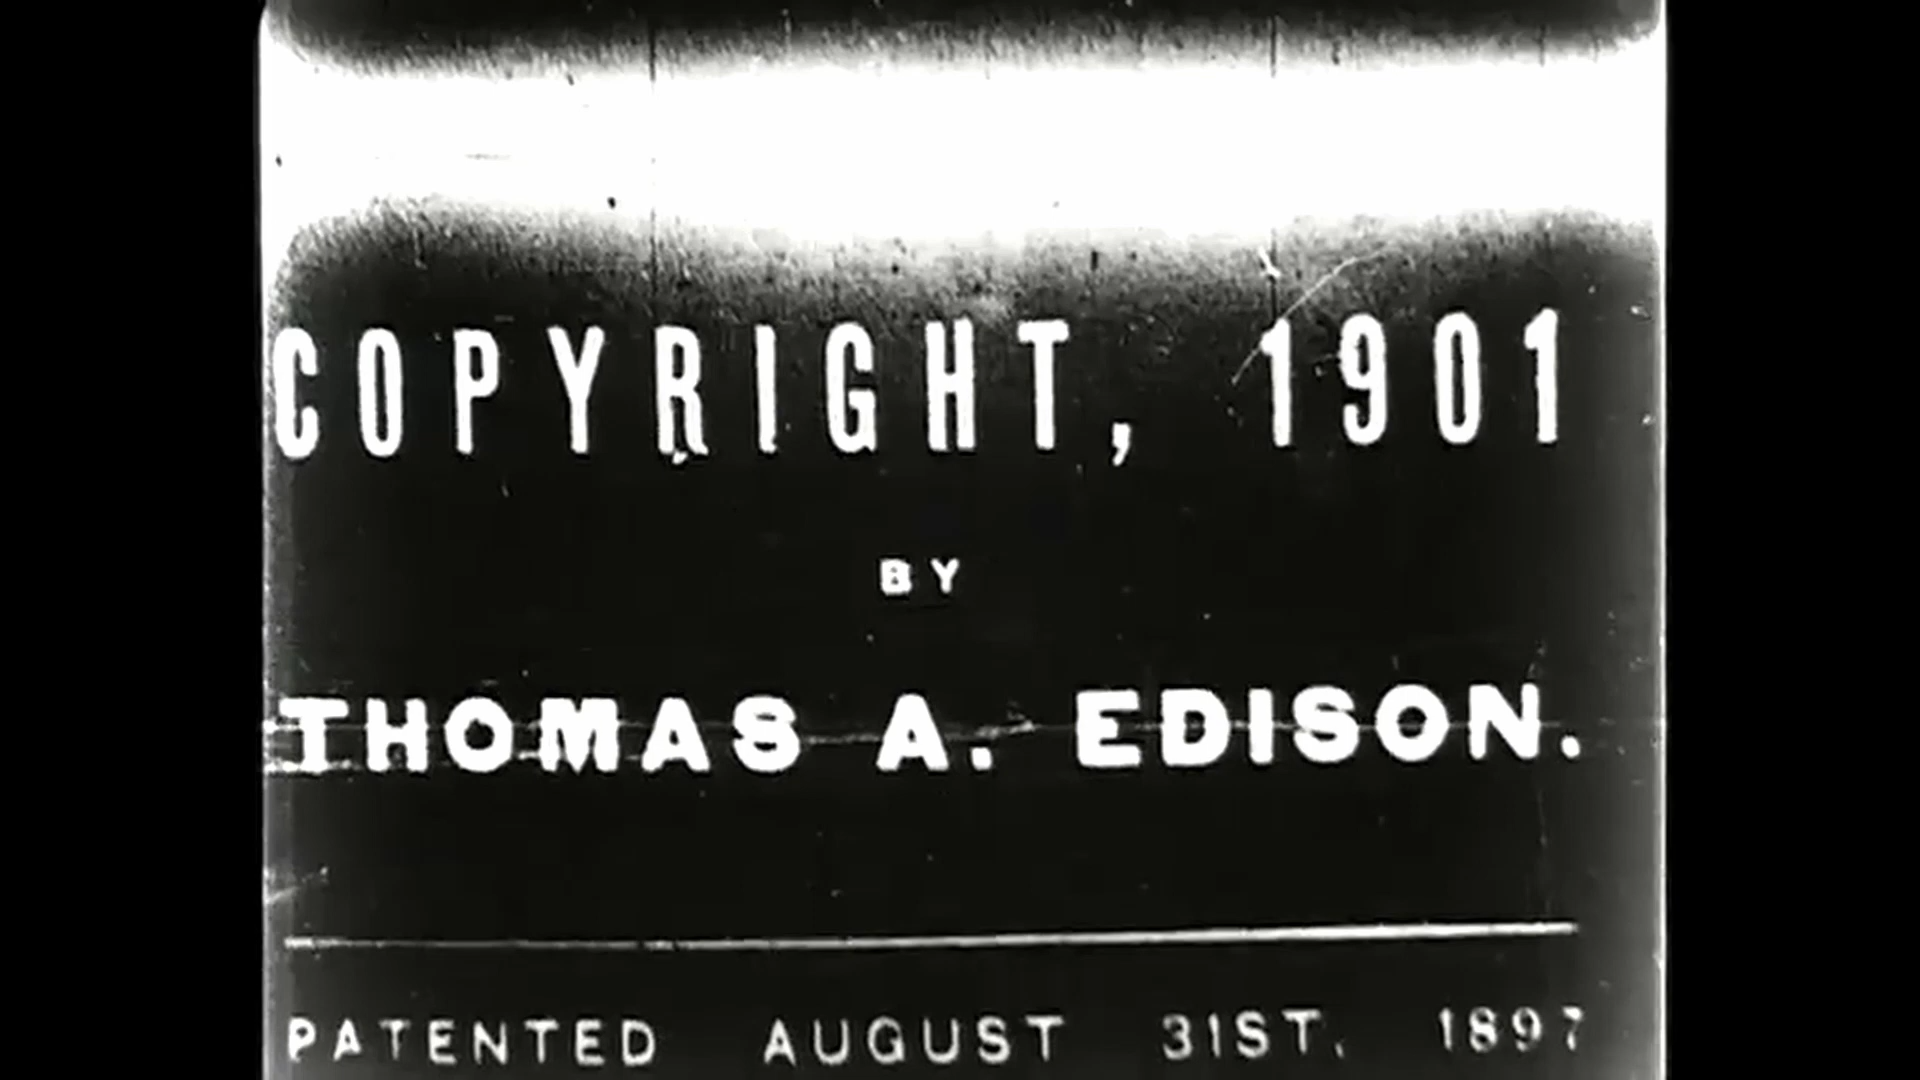 COPYRIGHT, 1901
BY
THOMAS A. EDISON.
PATENTED AUGUST 31ST, 1897